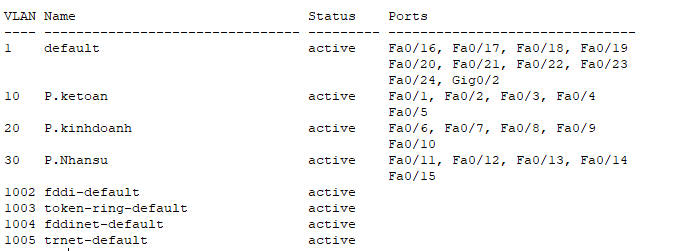 VLAN Name                             Status    Ports
---- -------------------------------- --------- -------------------------------
1    default                          active    Fa0/16, Fa0/17, Fa0/18, Fa0/19
                                                Fa0/20, Fa0/21, Fa0/22, Fa0/23
                                                Fa0/24, Gig0/2
10   P.ketoan                         active    Fa0/1, Fa0/2, Fa0/3, Fa0/4
                                                Fa0/5
20   P.kinhdoanh                      active    Fa0/6, Fa0/7, Fa0/8, Fa0/9
                                                Fa0/10
30   P.Nhansu                         active    Fa0/11, Fa0/12, Fa0/13, Fa0/14
                                                Fa0/15
1002 fddi-default                     active
1003 token-ring-default               active
1004 fddinet-default                  active
1005 trnet-default                    active